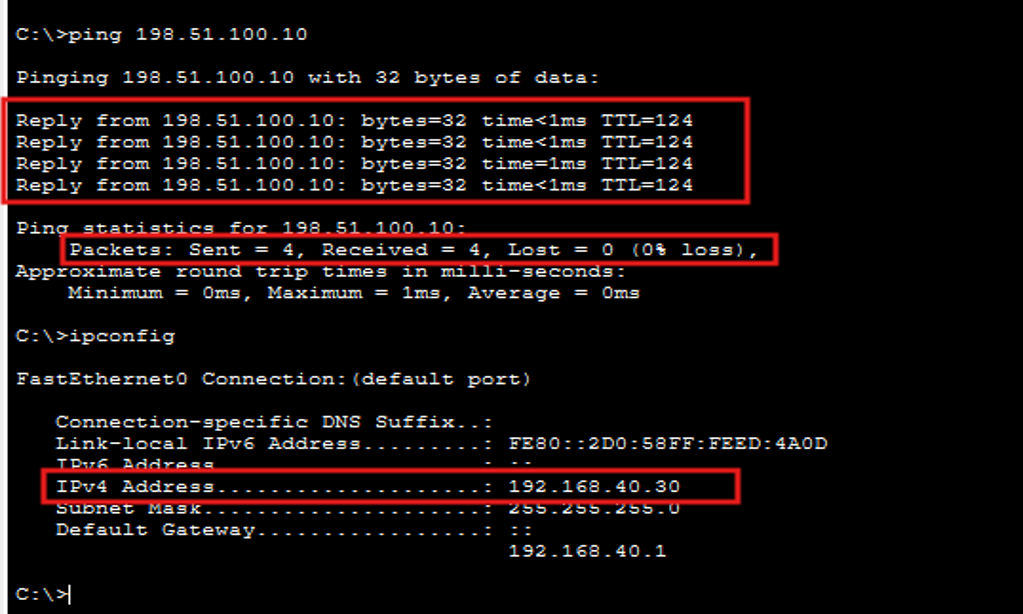 C:\>ping 198.51.100.10
Pinging 198.51.100.10 with 32 bytes of data:
Reply from 198.51.100.10: bytes=32 time<1ms TTL=124
Reply from 198.51.100.10: bytes=32 time<1ms TTL=124
Reply from 198.51.100.10: bytes=32 time=1ms TTL=124
Reply from 198.51.100.10: bytes=32 time<1ms TTL=124
Ping statistics for 198.51.100.10:
Packets: Sent = 4, Received = 4, Lost = 0 (0% loss),
Approximate round trip times in milli-seconds:
Minimum = 0ms, Maximum = 1ms, Average = 0ms
C:\>ipconfig
FastEthernet0 Connection:(default port)
Connection-specific DNS Suffix..:
Link-local IPv6 Address.........: FE80::2D0:58FF:FEED:4A0D
IPv6 Address....................: ::
IPv4 Address....................: 192.168.40.30
Subnet Mask.....................: 255.255.255.0
Default Gateway.................: ::
192.168.40.1
C:\>